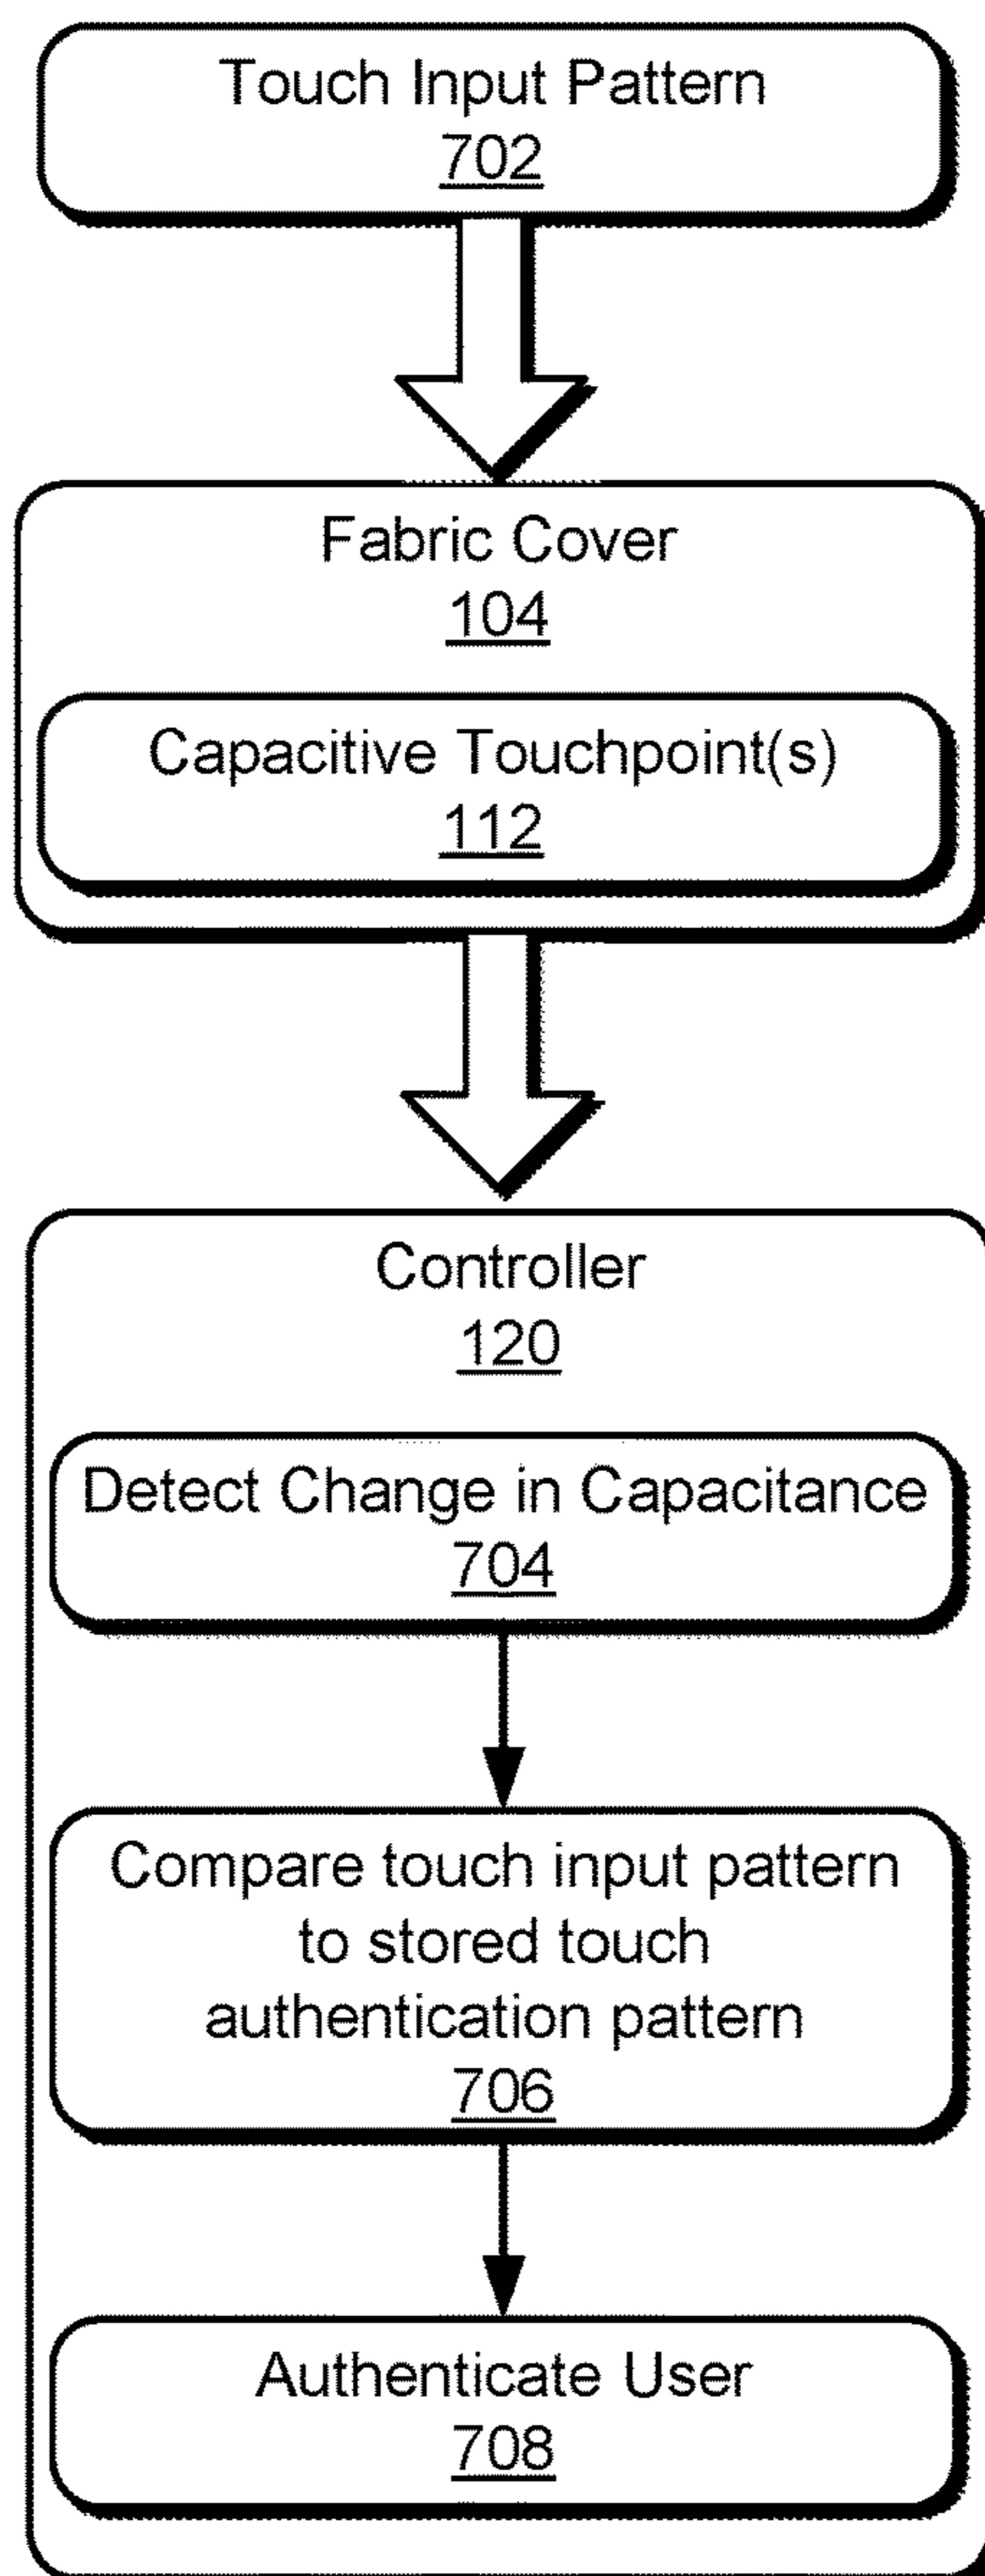 Touch Input Pattern
702
Fabric Cover
104
Capacitive Touchpoint(s)
112
Controller
120
Detect Change in Capacitance
704
Compare touch input pattern
to stored touch
authentication pattern
706
Authenticate User
708